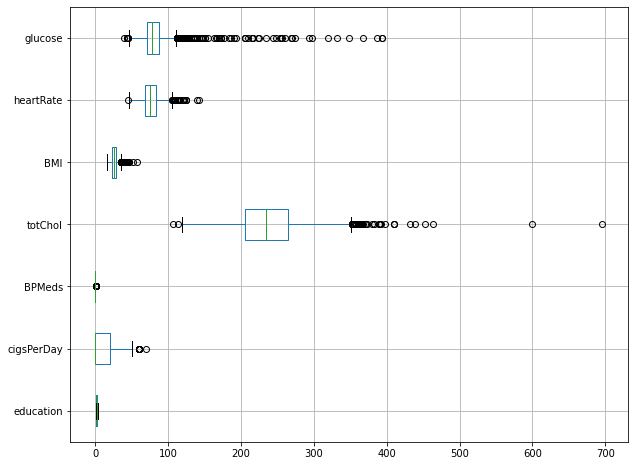 glucose
heartRate
BMI
totChol
BPMeds
cigsPerDay
education
0 100 200 300 400 500 600 700